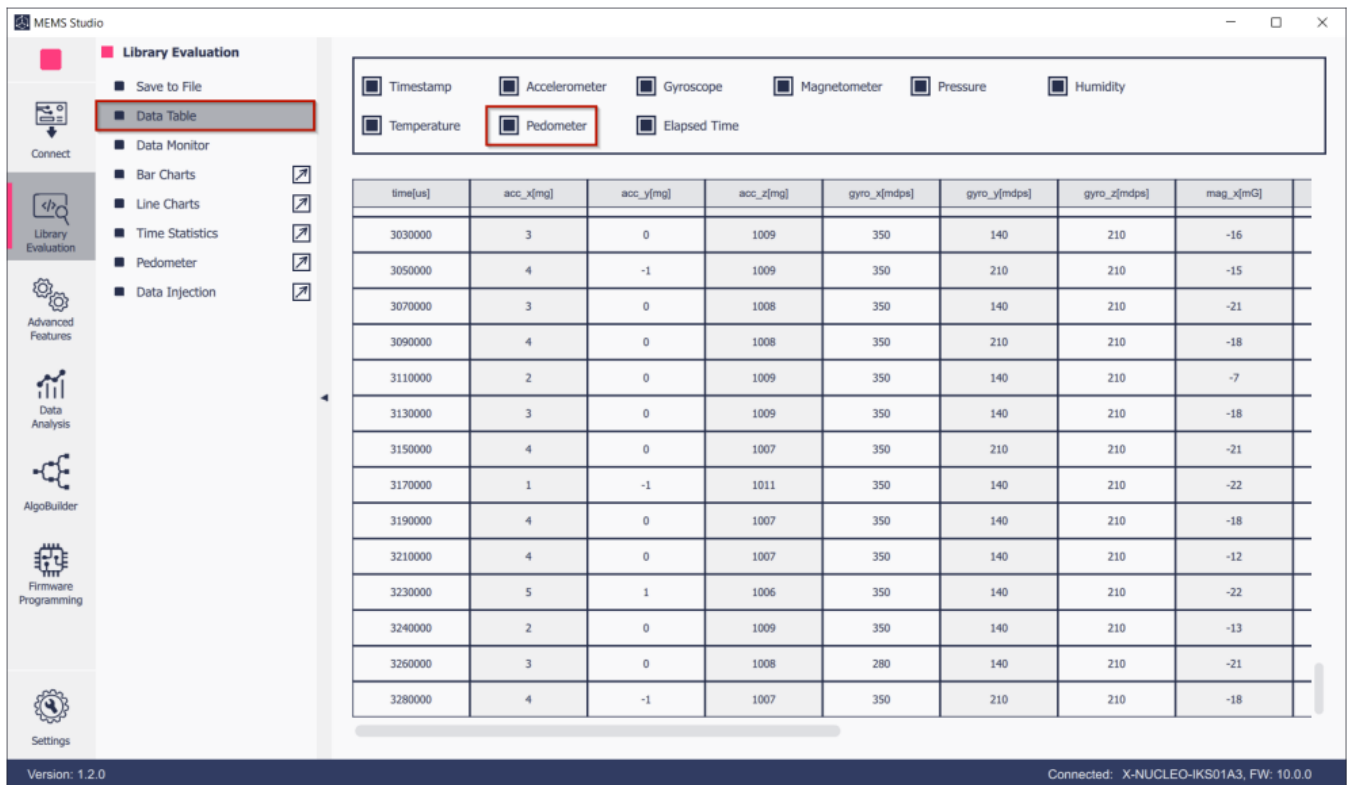 MEMS Studio
Library Evaluation
Save to File
Data Table
Data Monitor
Bar Charts
Line Charts
Time Statistics
Pedometer
Data Injection
Connect
Library
Evaluation
Advanced
Features
Data
Analysis
AlgoBuilder
Firmware
Programming
Settings
Timestamp Accelerometer Gyroscope Magnetometer Pressure Humidity
Temperature Pedometer Elapsed Time
time[us] acc_x[mg] acc_y[mg] acc_z[mg] gyro_x[mdps] gyro_y[mdps] gyro_z[mdps] mag_x[mG]
3030000 3 0 1009 350 140 210 -16
3050000 4 -1 1009 350 210 210 -15
3070000 3 0 1008 350 140 210 -21
3090000 4 0 1008 350 210 210 -18
3110000 2 0 1009 350 140 210 -7
3130000 3 0 1009 350 140 210 -18
3150000 4 0 1007 350 210 210 -21
3170000 1 -1 1011 350 140 210 -22
3190000 4 0 1007 350 140 210 -18
3210000 4 0 1007 350 140 210 -12
3230000 5 1 1006 350 140 210 -22
3240000 2 0 1009 350 140 210 -13
3260000 3 0 1008 280 140 210 -21
3280000 4 -1 1007 350 210 210 -18
Version: 1.2.0 Connected: X-NUCLEO-IKS01A3, FW: 10.0.0